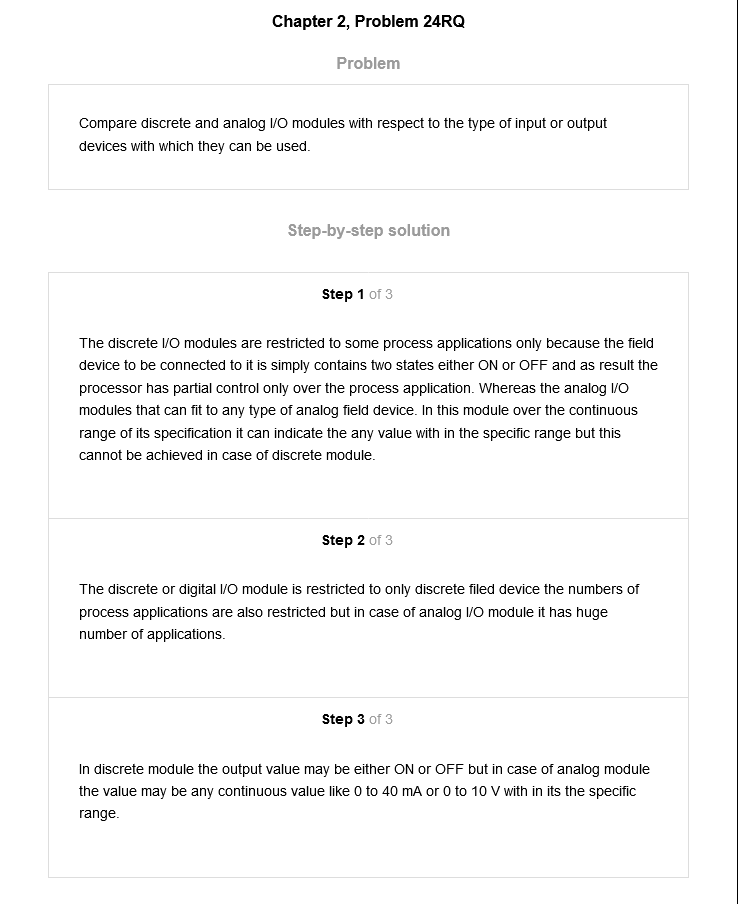 Chapter 2, Problem 24RQ
Problem
Compare discrete and analog I/O modules with respect to the type of input or output
devices with which they can be used.
Step-by-step solution
Step 1 of 3
The discrete I/O modules are restricted to some process applications only because the field
device to be connected to it is simply contains two states either ON or OFF and as result the
processor has partial control only over the process application. Whereas the analog I/O
modules that can fit to any type of analog field device. In this module over the continuous
range of its specification it can indicate the any value with in the specific range but this
cannot be achieved in case of discrete module.
Step 2 of 3
The discrete or digital I/O module is restricted to only discrete filed device the numbers of
process applications are also restricted but in case of analog I/O module it has huge
number of applications.
Step 3 of 3
In discrete module the output value may be either ON or OFF but in case of analog module
the value may be any continuous value like 0 to 40 mA or 0 to 10 V with in its the specific
range.